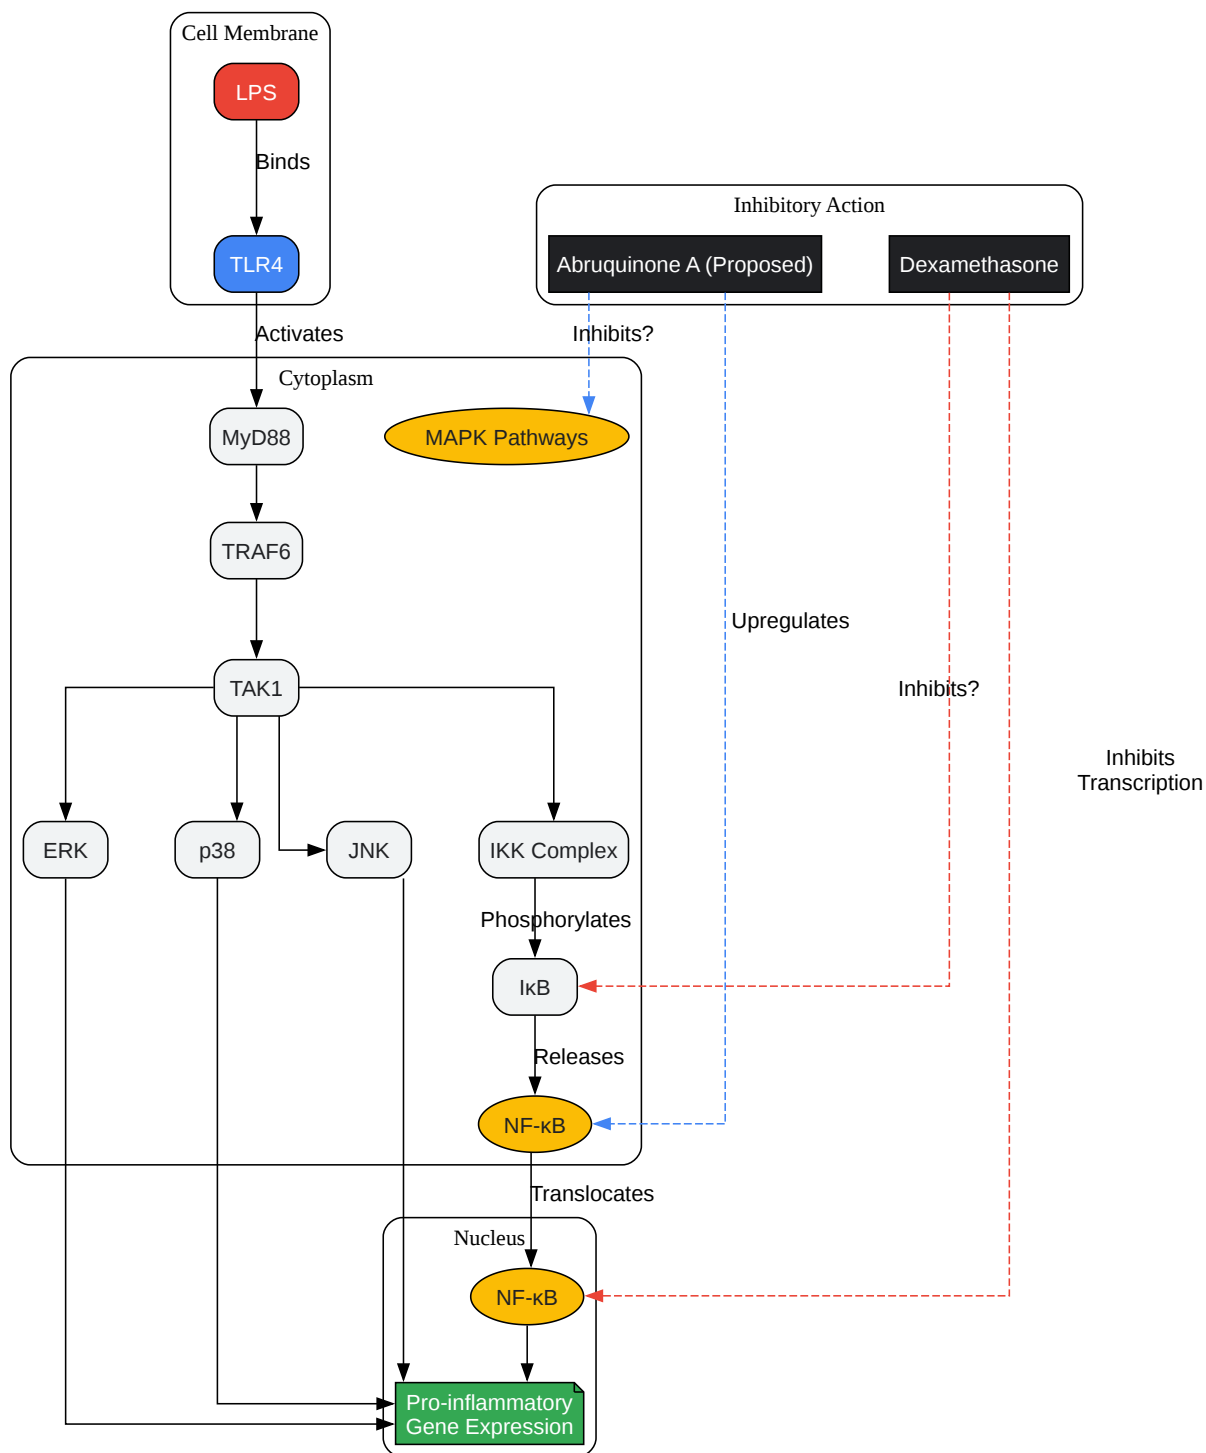 Cell Membrane
LPS
Binds
TLR4
Activates
Inhibitory Action
Abruquinone A (Proposed)
Dexamethasone
Inhibits?
Cytoplasm
MyD88
MAPK Pathways
TRAF6
Upregulates
TAK1
Inhibits?
Inhibits
Transcription
ERK
p38
JNK
IKK Complex
Phosphorylates
IκB
Releases
NF-κB
Translocates
Nucleus
NF-κB
Pro-inflammatory
Gene Expression